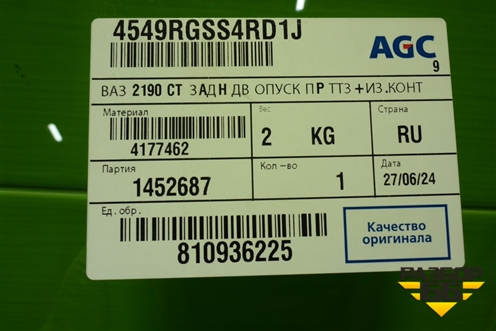 4549RGSS4RD1J
AGC
9
ВАЗ 2190 СТ ЗАДН ДВ ОПУСК ПР ТТЗ +ИЗ.КОНТ
Материал
4177462
Вес
2 KG
Страна
RU
Партия
1452687
Кол-во
1
Дата
27/06/24
Ед. обр.
810936225
Качество
оригинала